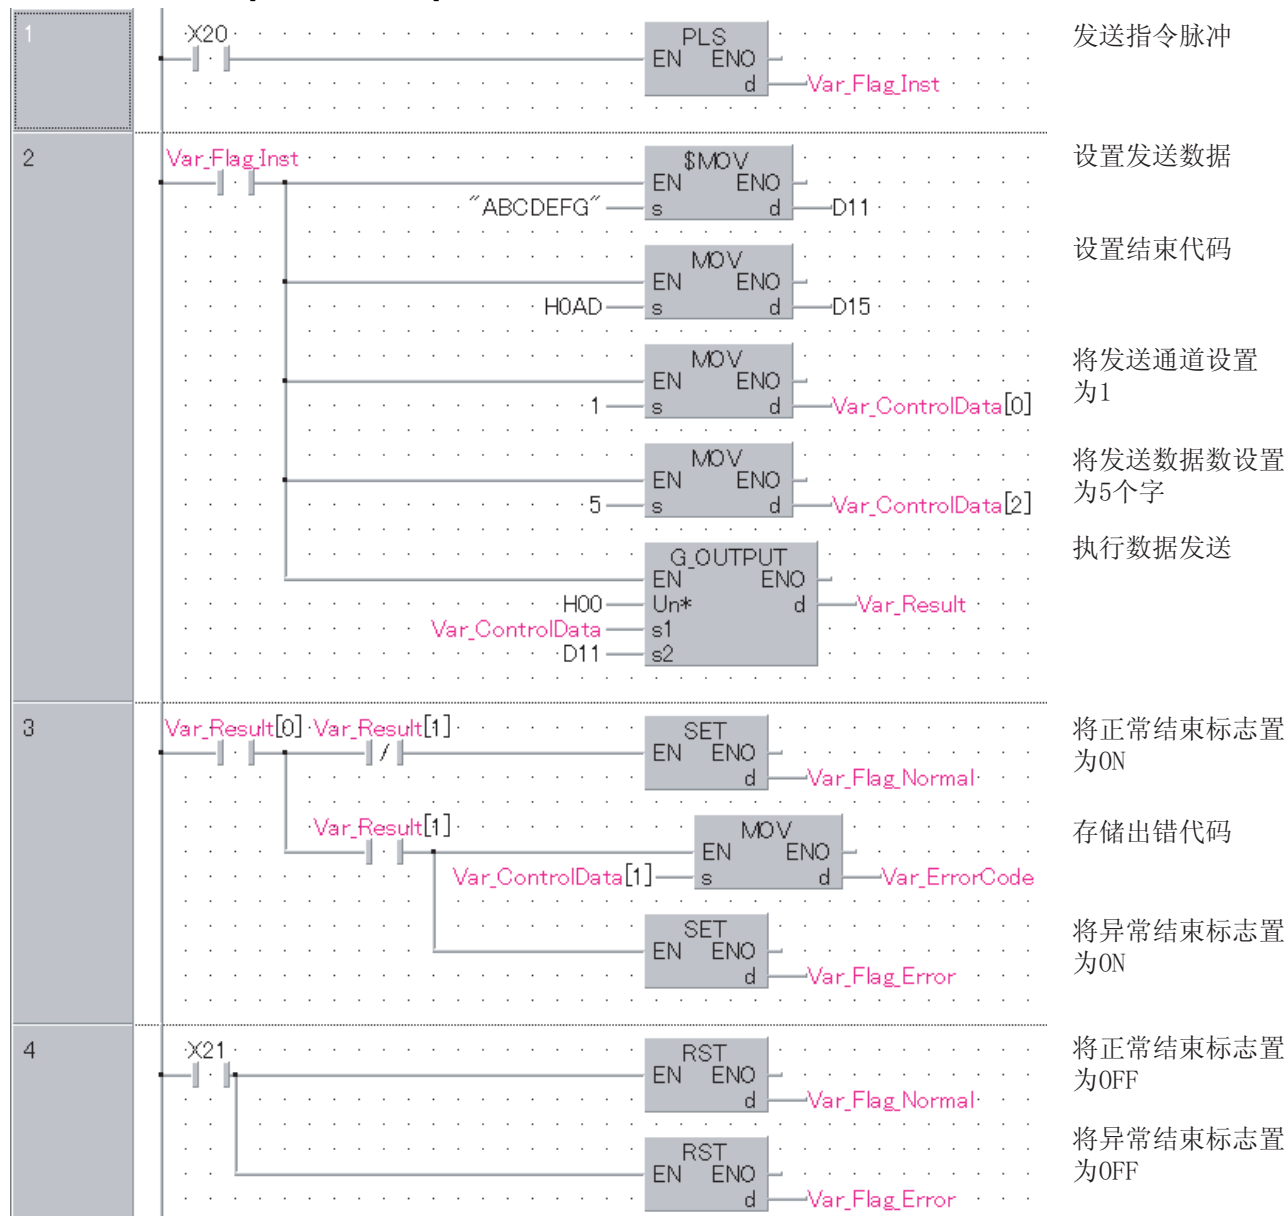 1
X20
PLS
EN ENO
d
Var_Flag_Inst
发送指令脉冲
2
Var_Flag_Inst
$MOV
EN ENO
"ABCDEFG" s d D11
设置发送数据
MOV
EN ENO
H0AD s d D15
设置结束代码
MOV
EN ENO
1 s d Var_ControlData[0]
将发送通道设置
为1
MOV
EN ENO
5 s d Var_ControlData[2]
将发送数据数设置
为5个字
G_OUTPUT
EN ENO
H00 Un* d Var_Result
Var_ControlData s1
D11 s2
执行数据发送
3
Var_Result[0] Var_Result[1]
SET
EN ENO
d Var_Flag_Normal
将正常结束标志置
为ON
Var_Result[1]
MOV
EN ENO
Var_ControlData[1] s d Var_ErrorCode
存储出错代码
SET
EN ENO
d Var_Flag_Error
将异常结束标志置
为ON
4
X21
RST
EN ENO
d Var_Flag_Normal
将正常结束标志置
为OFF
RST
EN ENO
d Var_Flag_Error
将异常结束标志置
为OFF